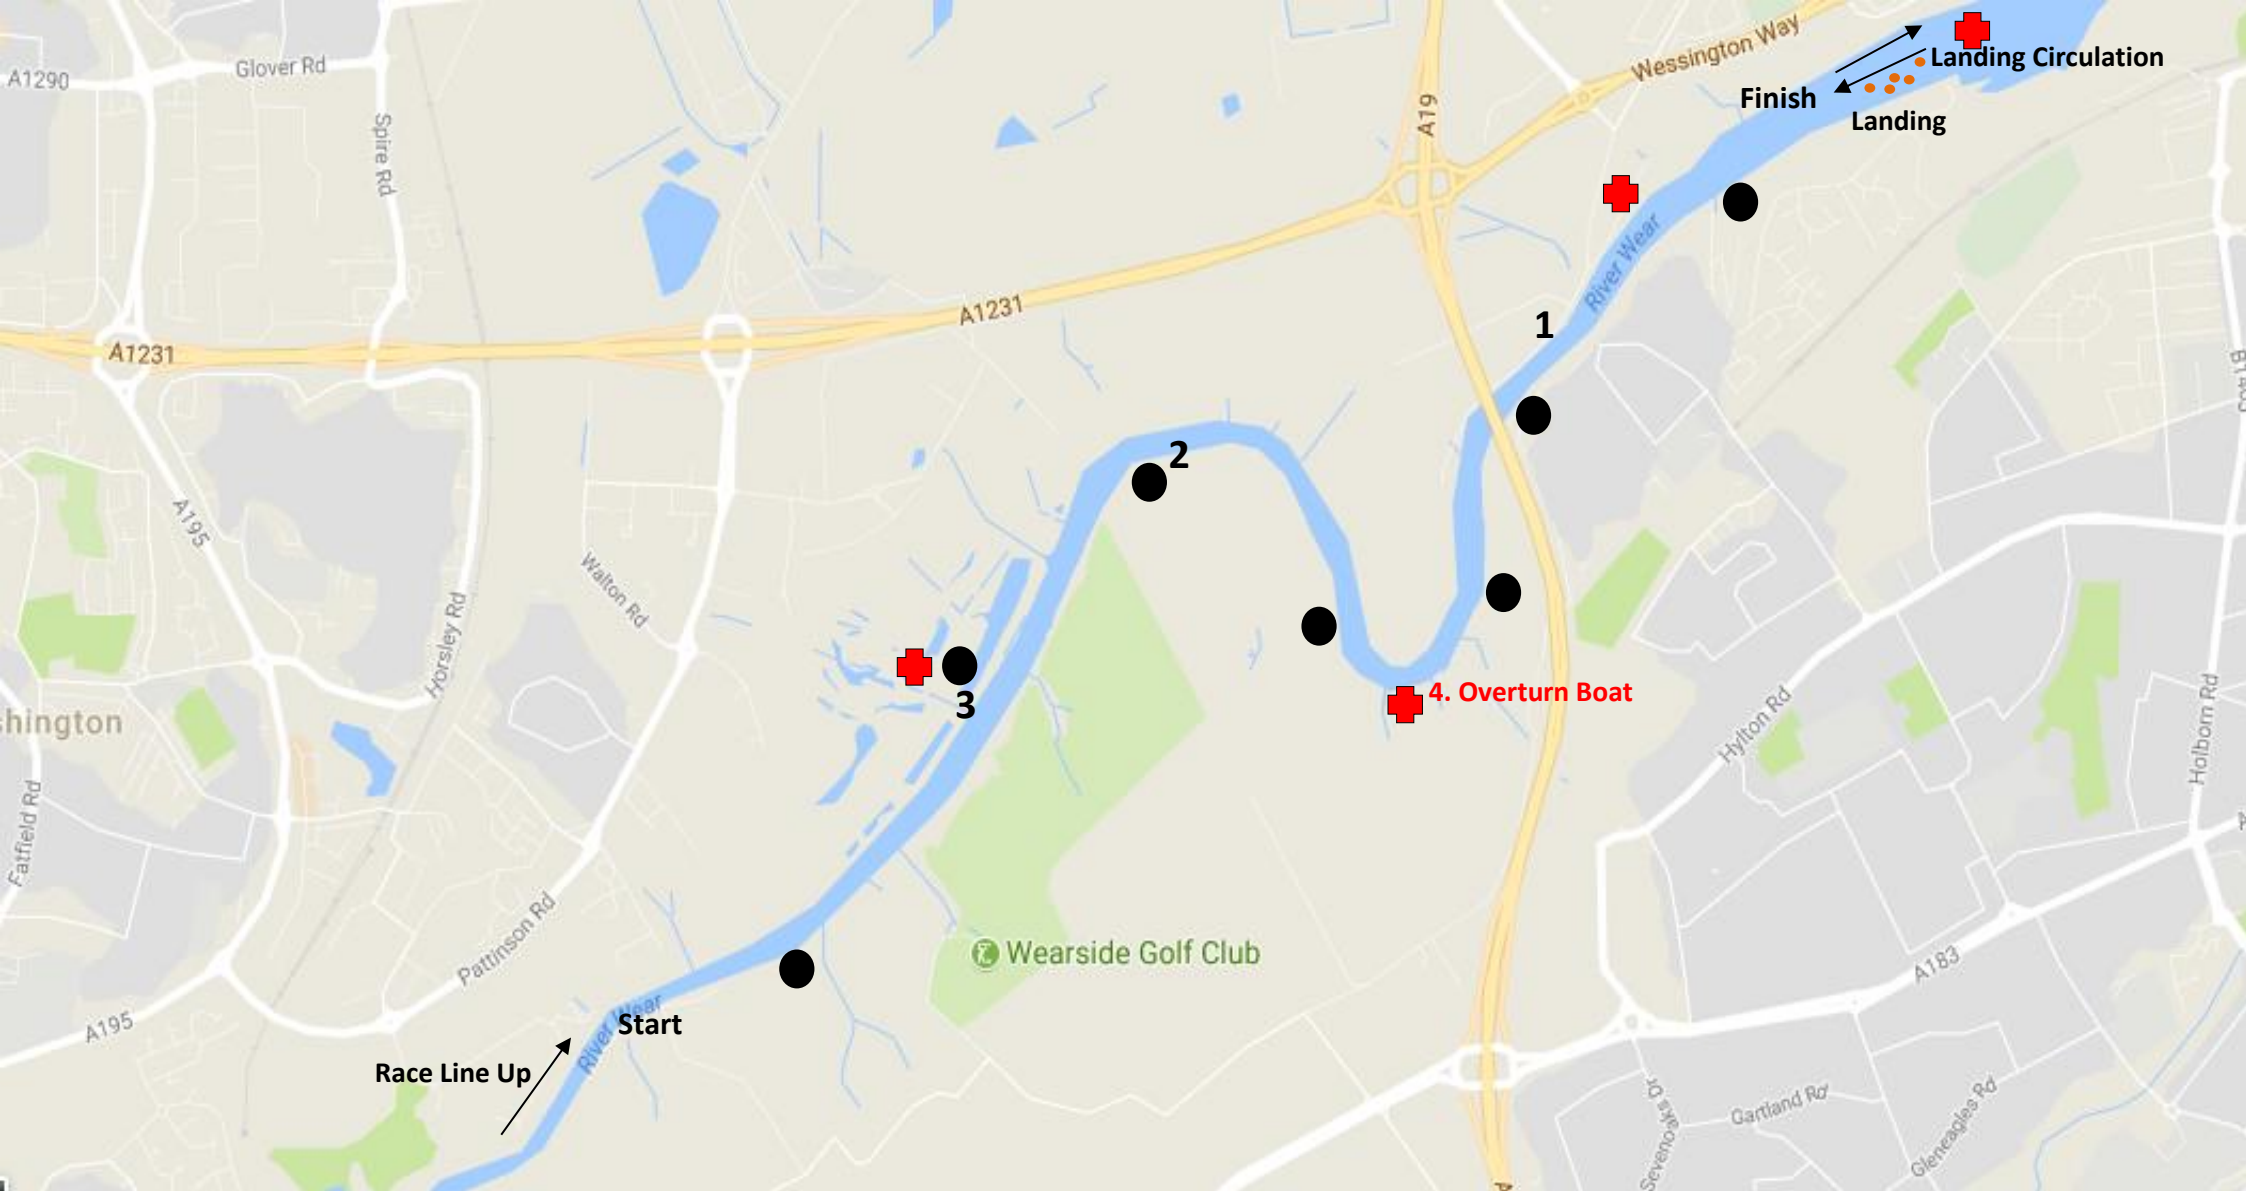 Wessington Way
Landing Circulation
Glover Rd
A1290
Finish
A19
Landing
Spire Rd
River Wear
A1231
1
A1231
2
A195
Walton Rd
Horsley Rd
4. Overturn Boat
3
Hylton Rd
Holborn Rd
shington
Fatfield Rd
Pattinson Rd
Wearside Golf Club
A183
River Wear
Start
A195
Race Line Up
Gartland Rd
Sevenoaks Dr
Gleneagles Rd